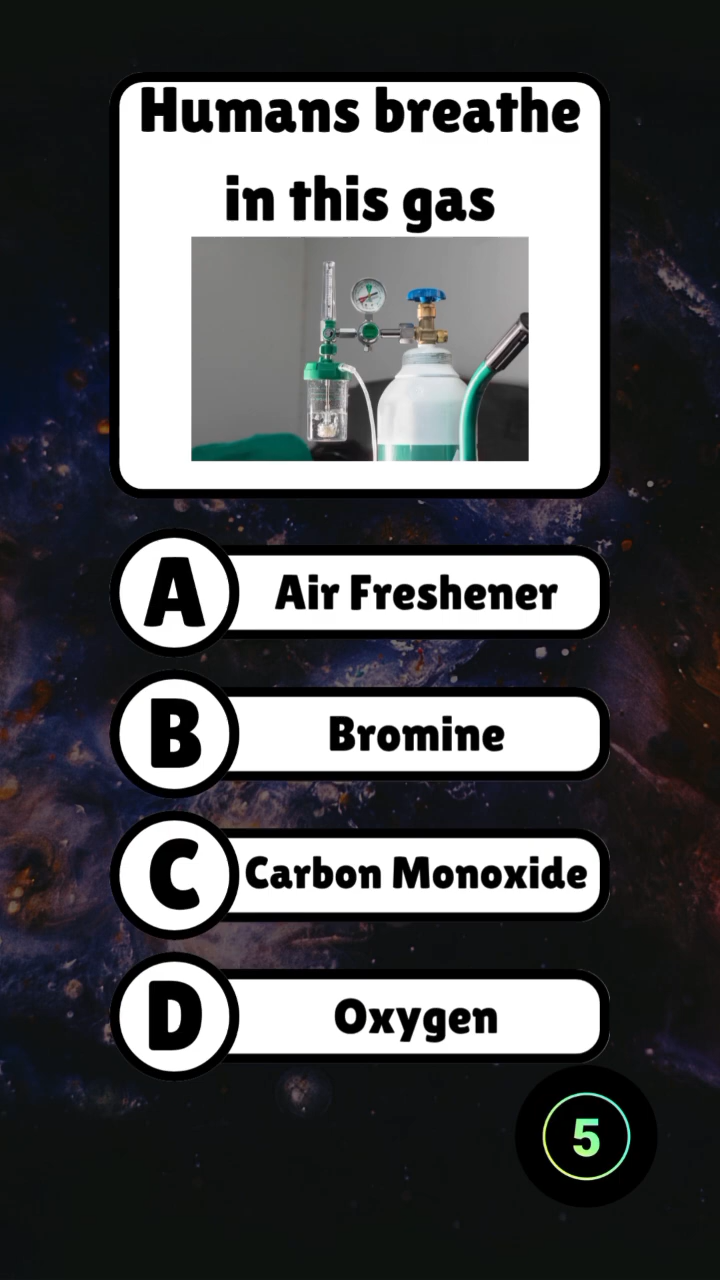 Humans breathe
in this gas
A Air Freshener
B Bromine
C Carbon Monoxide
D Oxygen
5